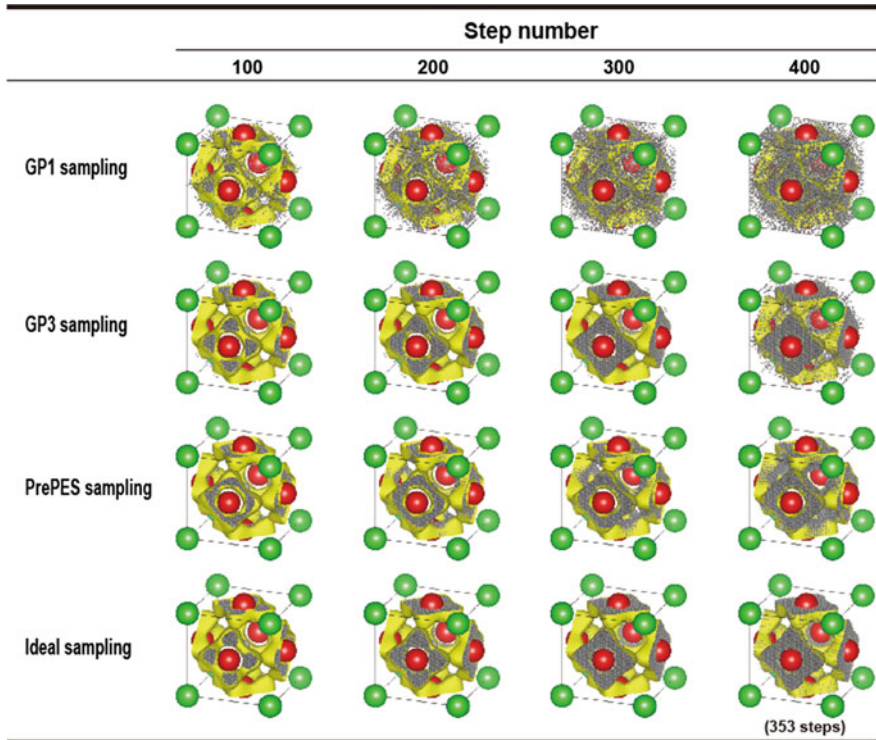 Step number
100 200 300 400
GP1 sampling
GP3 sampling
PrePES sampling
Ideal sampling
(353 steps)